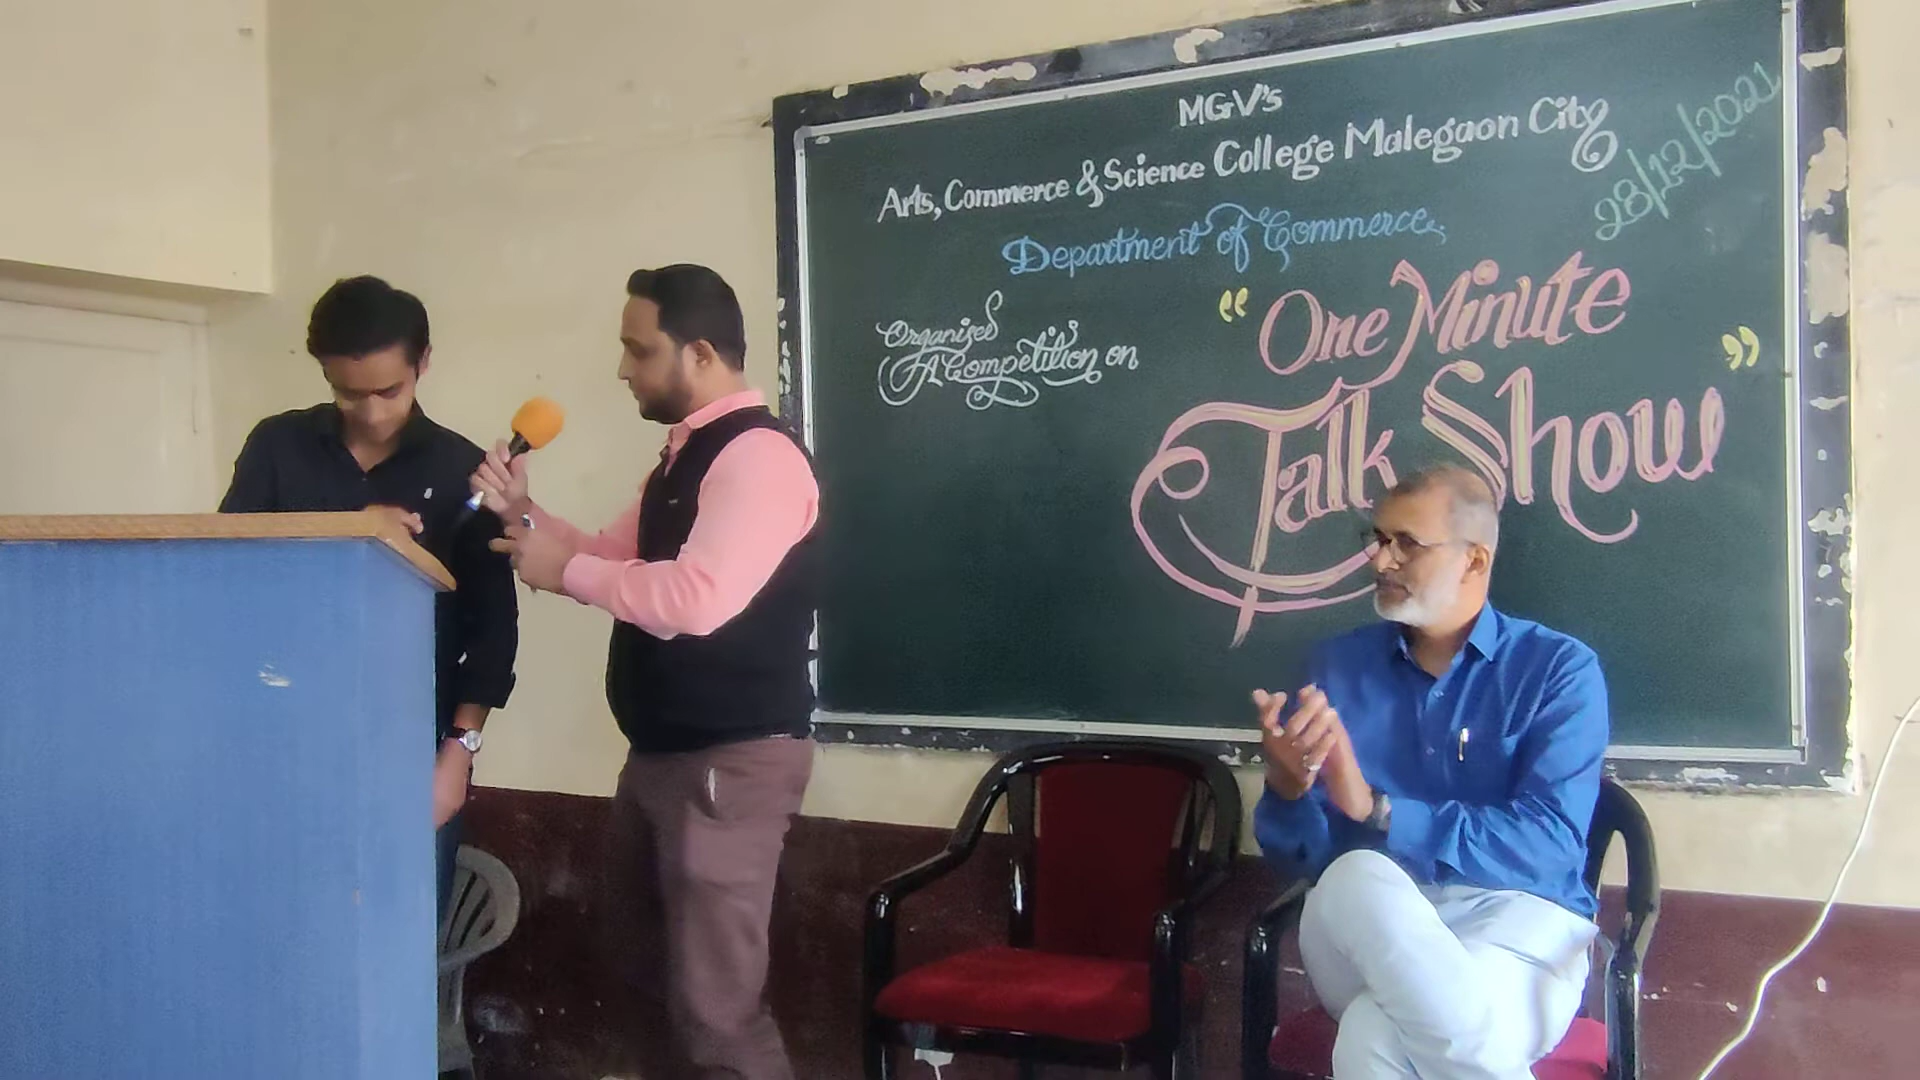 MGV's
Arts, Commerce & Science College Malegaon City
28/12/2021
Department of Commerce
Organised
A Competition on
"One Minute
Talk Show"